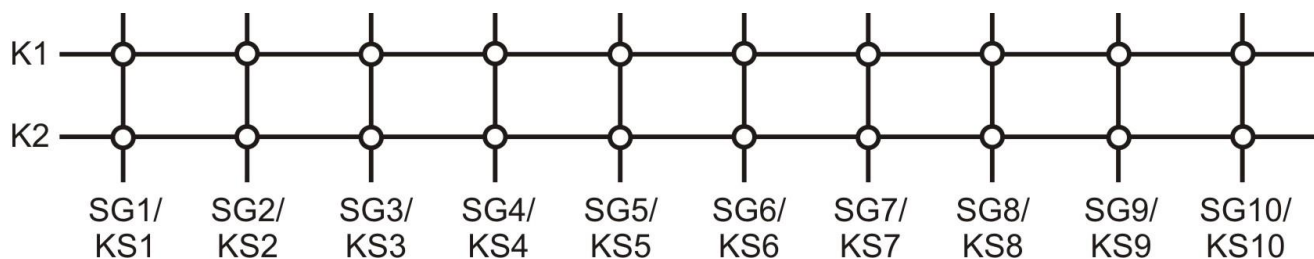 K1
K2
SG1/ SG2/ SG3/ SG4/ SG5/ SG6/ SG7/ SG8/ SG9/ SG10/
KS1 KS2 KS3 KS4 KS5 KS6 KS7 KS8 KS9 KS10